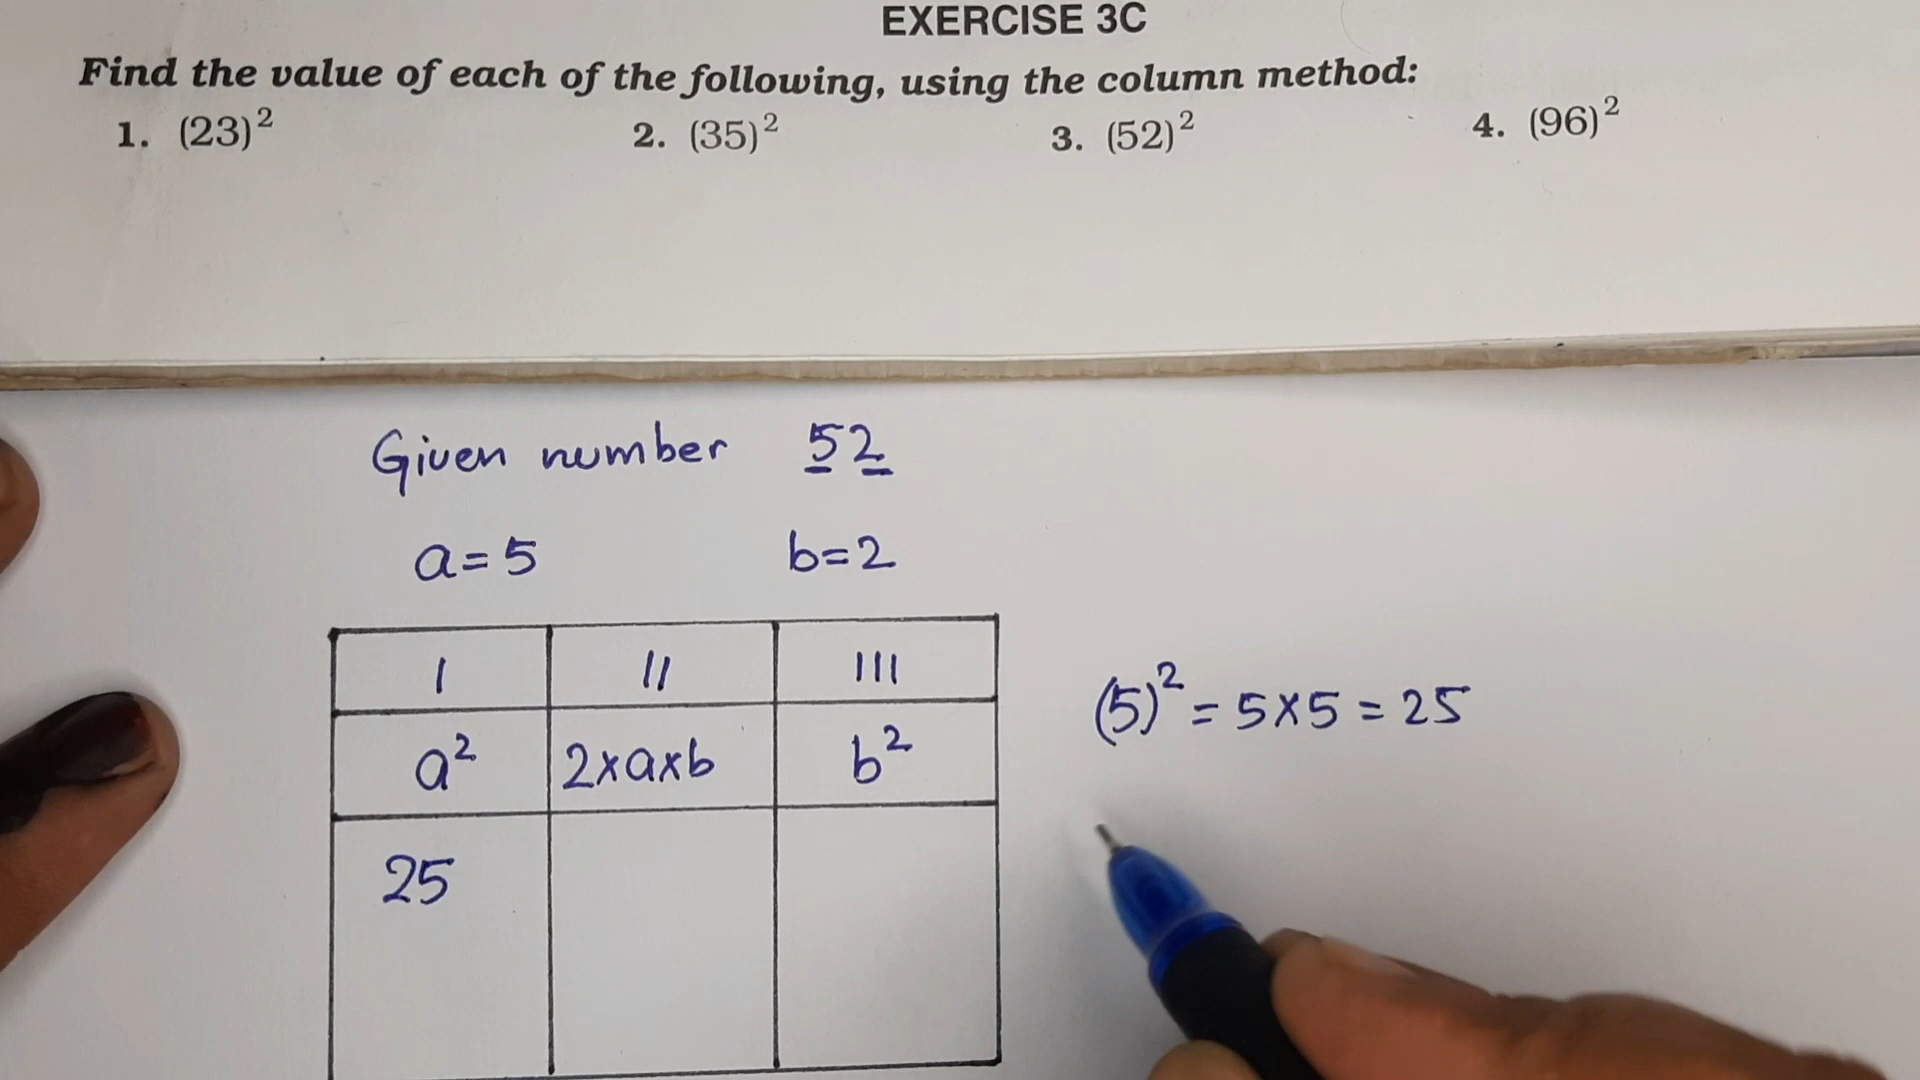 EXERCISE 3C
Find the value of each of the following, using the column method:
1. (23)² 2. (35)² 3. (52)² 4. (96)²
Given number 52
a=5 b=2
I II III
a² 2×a×b b²
(5)² = 5×5 = 25
25